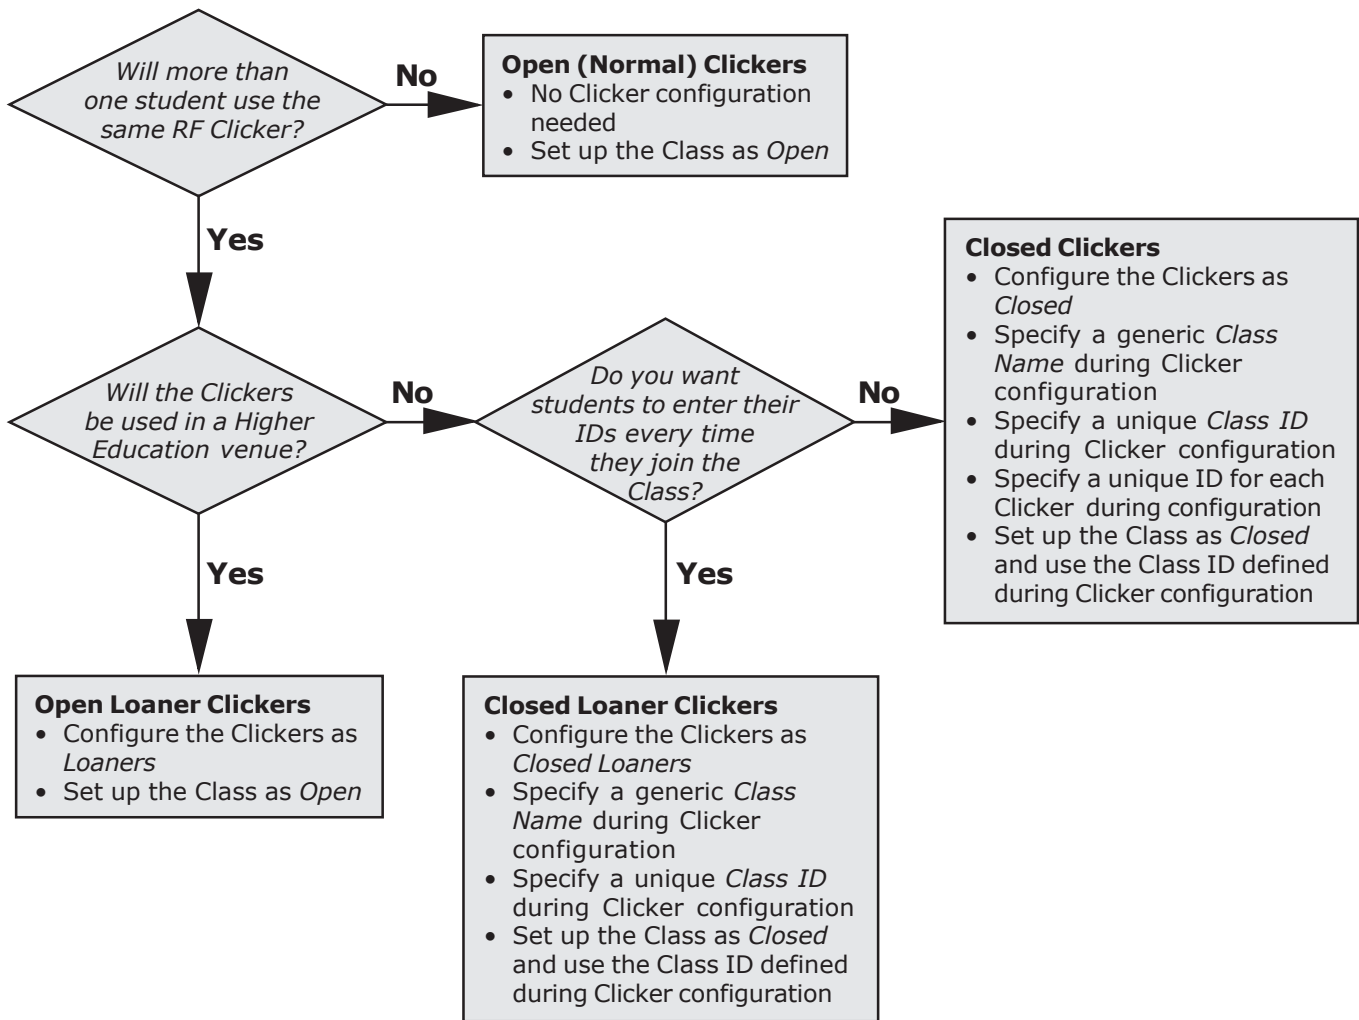 Will more than
one student use the
same RF Clicker?
No
Open (Normal) Clickers
• No Clicker configuration
needed
• Set up the Class as Open
Yes
Will the Clickers
be used in a Higher
Education venue?
No
Do you want
students to enter their
IDs every time
they join the
Class?
No
Closed Clickers
• Configure the Clickers as
Closed
• Specify a generic Class
Name during Clicker
configuration
• Specify a unique Class ID
during Clicker configuration
• Specify a unique ID for each
Clicker during configuration
• Set up the Class as Closed
and use the Class ID defined
during Clicker configuration
Yes
Yes
Open Loaner Clickers
• Configure the Clickers as
Loaners
• Set up the Class as Open
Closed Loaner Clickers
• Configure the Clickers as
Closed Loaners
• Specify a generic Class
Name during Clicker
configuration
• Specify a unique Class ID
during Clicker configuration
• Set up the Class as Closed
and use the Class ID defined
during Clicker configuration